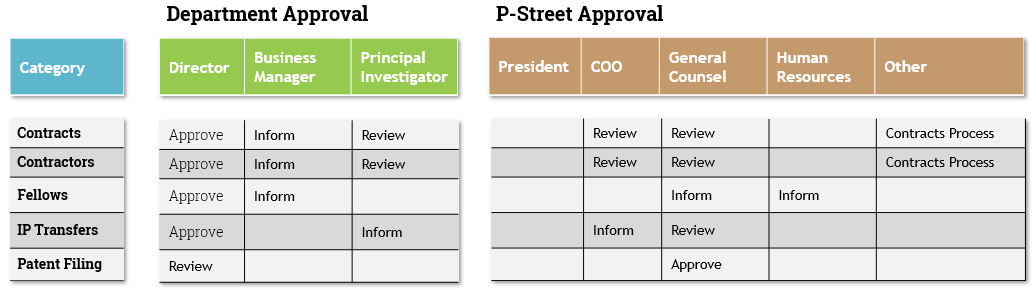 Department Approval P-Street Approval
Category Director Business Manager Principal Investigator President COO General Counsel Human Resources Other
Contracts Approve Inform Review Review Review Contracts Process
Contractors Approve Inform Review Review Review Contracts Process
Fellows Approve Inform Inform Inform
IP Transfers Approve Inform Inform Review
Patent Filing Review Approve